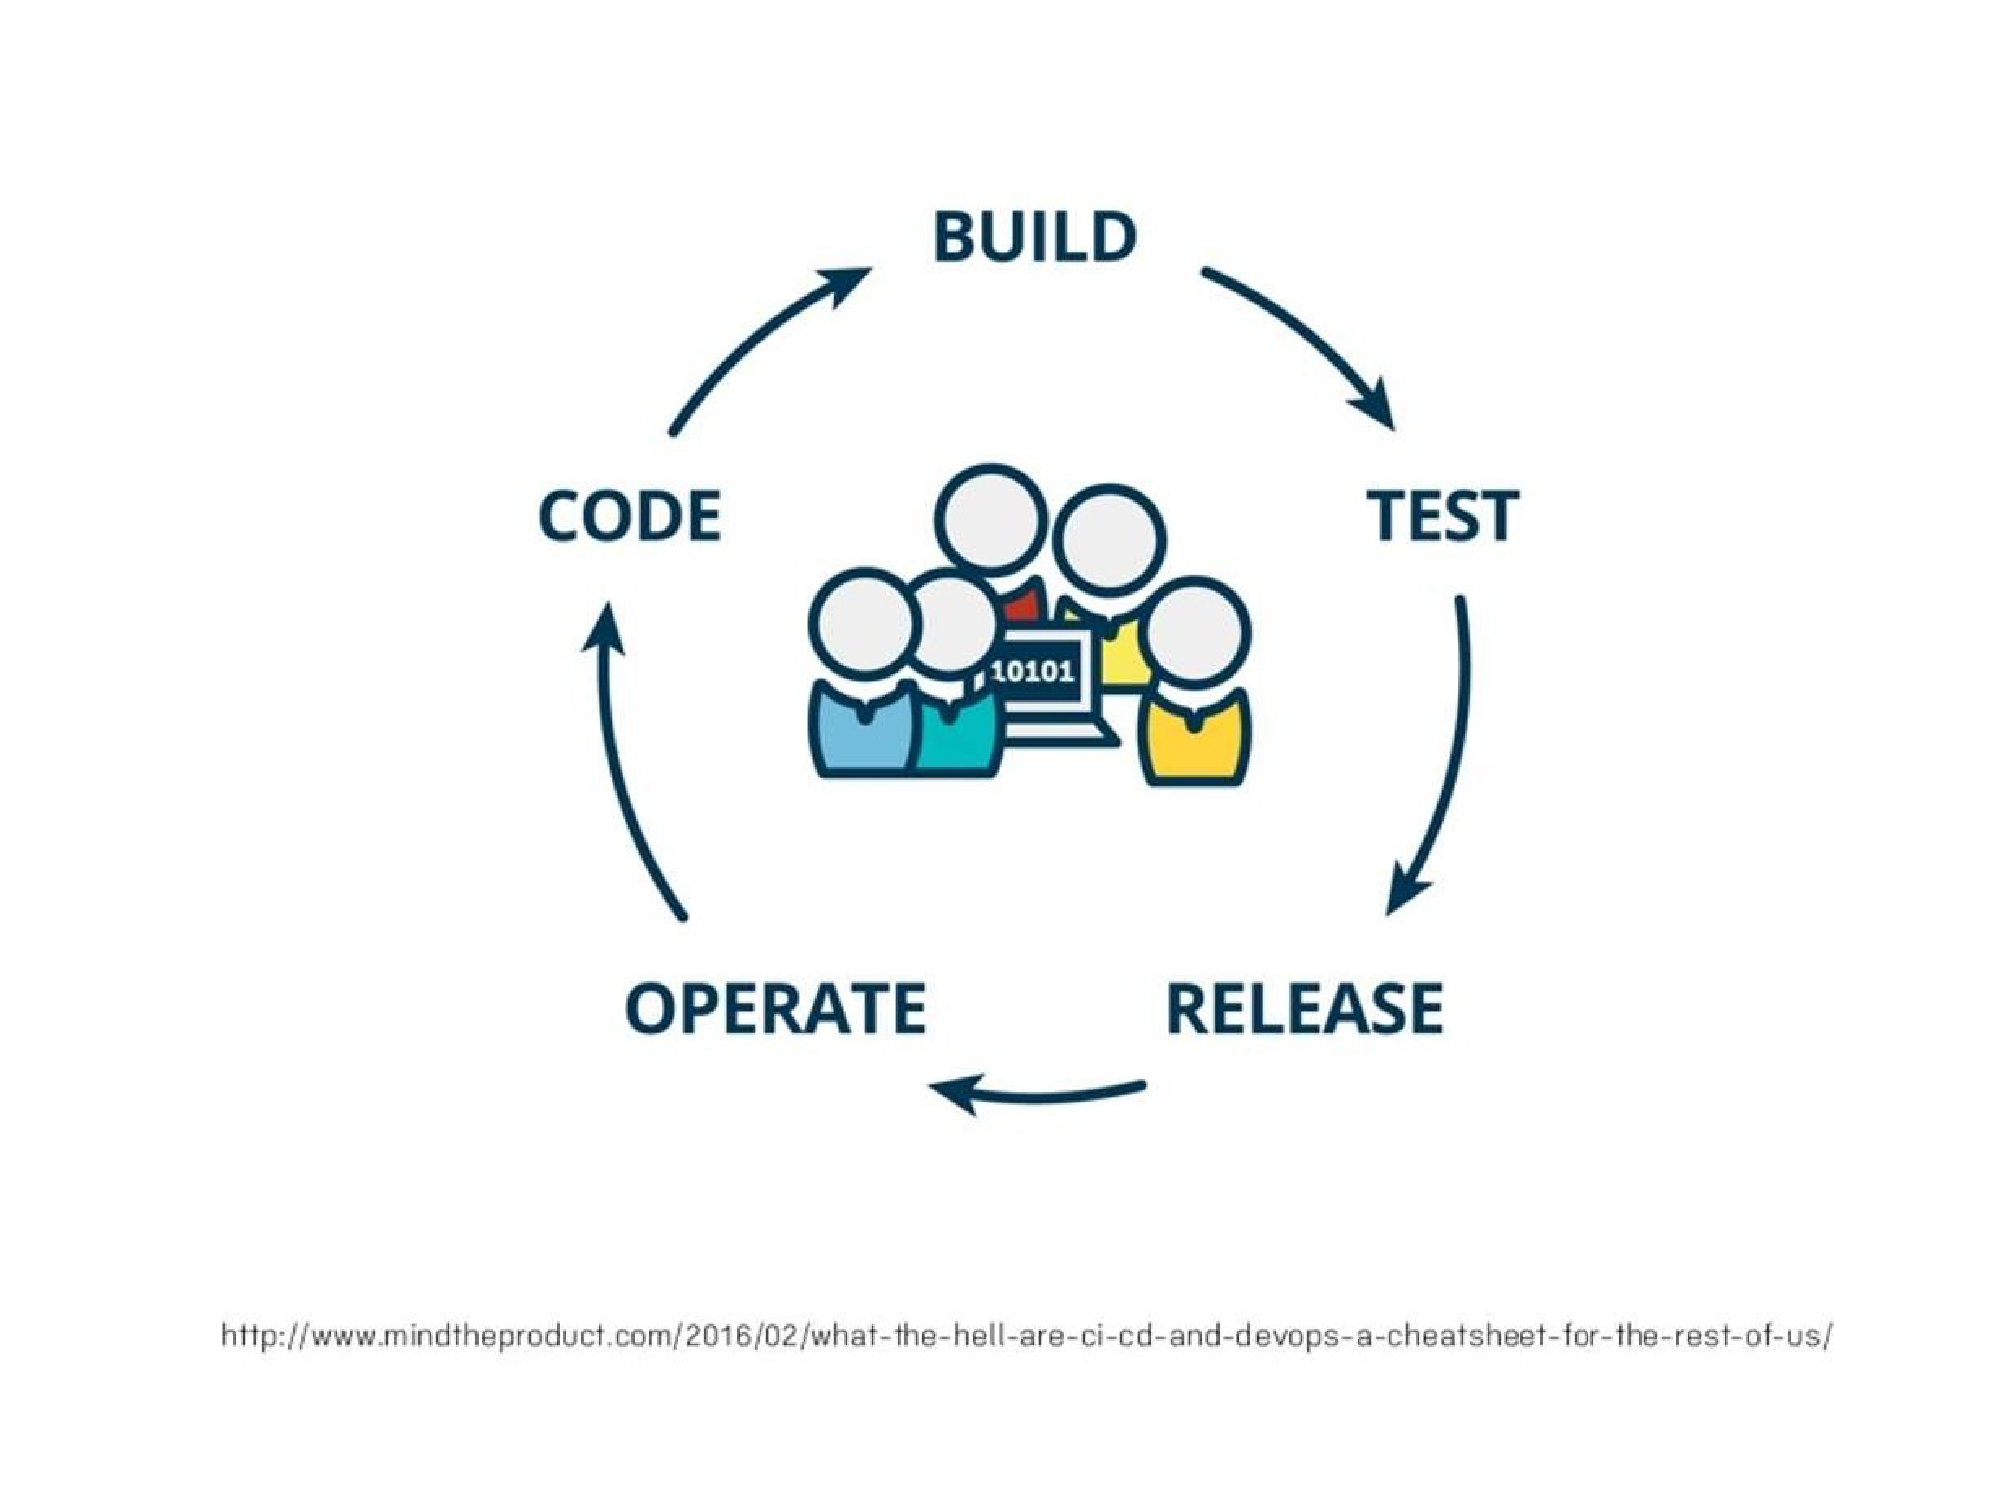 BUILD
CODE
TEST
10101
OPERATE
RELEASE
http://www.mindtheproduct.com/2016/02/what-the-hell-are-ci-cd-and-devops-a-cheatsheet-for-the-rest-of-us/